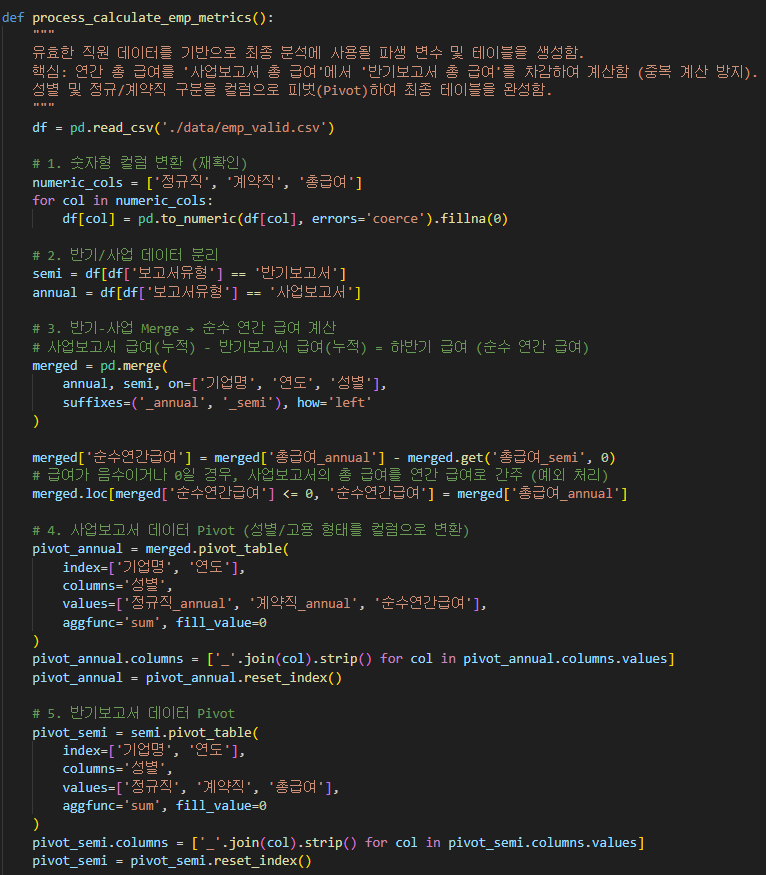 def process_calculate_emp_metrics():
    """
    유효한 직원 데이터를 기반으로 최종 분석에 사용될 파생 변수 및 테이블을 생성함.
    핵심: 연간 총 급여를 '사업보고서 총 급여'에서 '반기보고서 총 급여'를 차감하여 계산함 (중복 계산 방지).
    성별 및 정규/계약직 구분을 컬럼으로 피벗(Pivot)하여 최종 테이블을 완성함.
    """
    df = pd.read_csv('./data/emp_valid.csv')

    # 1. 숫자형 컬럼 변환 (재확인)
    numeric_cols = ['정규직', '계약직', '총급여']
    for col in numeric_cols:
        df[col] = pd.to_numeric(df[col], errors='coerce').fillna(0)

    # 2. 반기/사업 데이터 분리
    semi = df[df['보고서유형'] == '반기보고서']
    annual = df[df['보고서유형'] == '사업보고서']

    # 3. 반기-사업 Merge → 순수 연간 급여 계산
    # 사업보고서 급여(누적) - 반기보고서 급여(누적) = 하반기 급여 (순수 연간 급여)
    merged = pd.merge(
        annual, semi, on=['기업명', '연도', '성별'],
        suffixes=('_annual', '_semi'), how='left'
    )

    merged['순수연간급여'] = merged['총급여_annual'] - merged.get('총급여_semi', 0)
    # 급여가 음수이거나 0일 경우, 사업보고서의 총 급여를 연간 급여로 간주 (예외 처리)
    merged.loc[merged['순수연간급여'] <= 0, '순수연간급여'] = merged['총급여_annual']

    # 4. 사업보고서 데이터 Pivot (성별/고용 형태를 컬럼으로 변환)
    pivot_annual = merged.pivot_table(
        index=['기업명', '연도'],
        columns='성별',
        values=['정규직_annual', '계약직_annual', '순수연간급여'],
        aggfunc='sum', fill_value=0
    )
    pivot_annual.columns = ['_'.join(col).strip() for col in pivot_annual.columns.values]
    pivot_annual = pivot_annual.reset_index()

    # 5. 반기보고서 데이터 Pivot
    pivot_semi = semi.pivot_table(
        index=['기업명', '연도'],
        columns='성별',
        values=['정규직', '계약직', '총급여'],
        aggfunc='sum', fill_value=0
    )
    pivot_semi.columns = ['_'.join(col).strip() for col in pivot_semi.columns.values]
    pivot_semi = pivot_semi.reset_index()